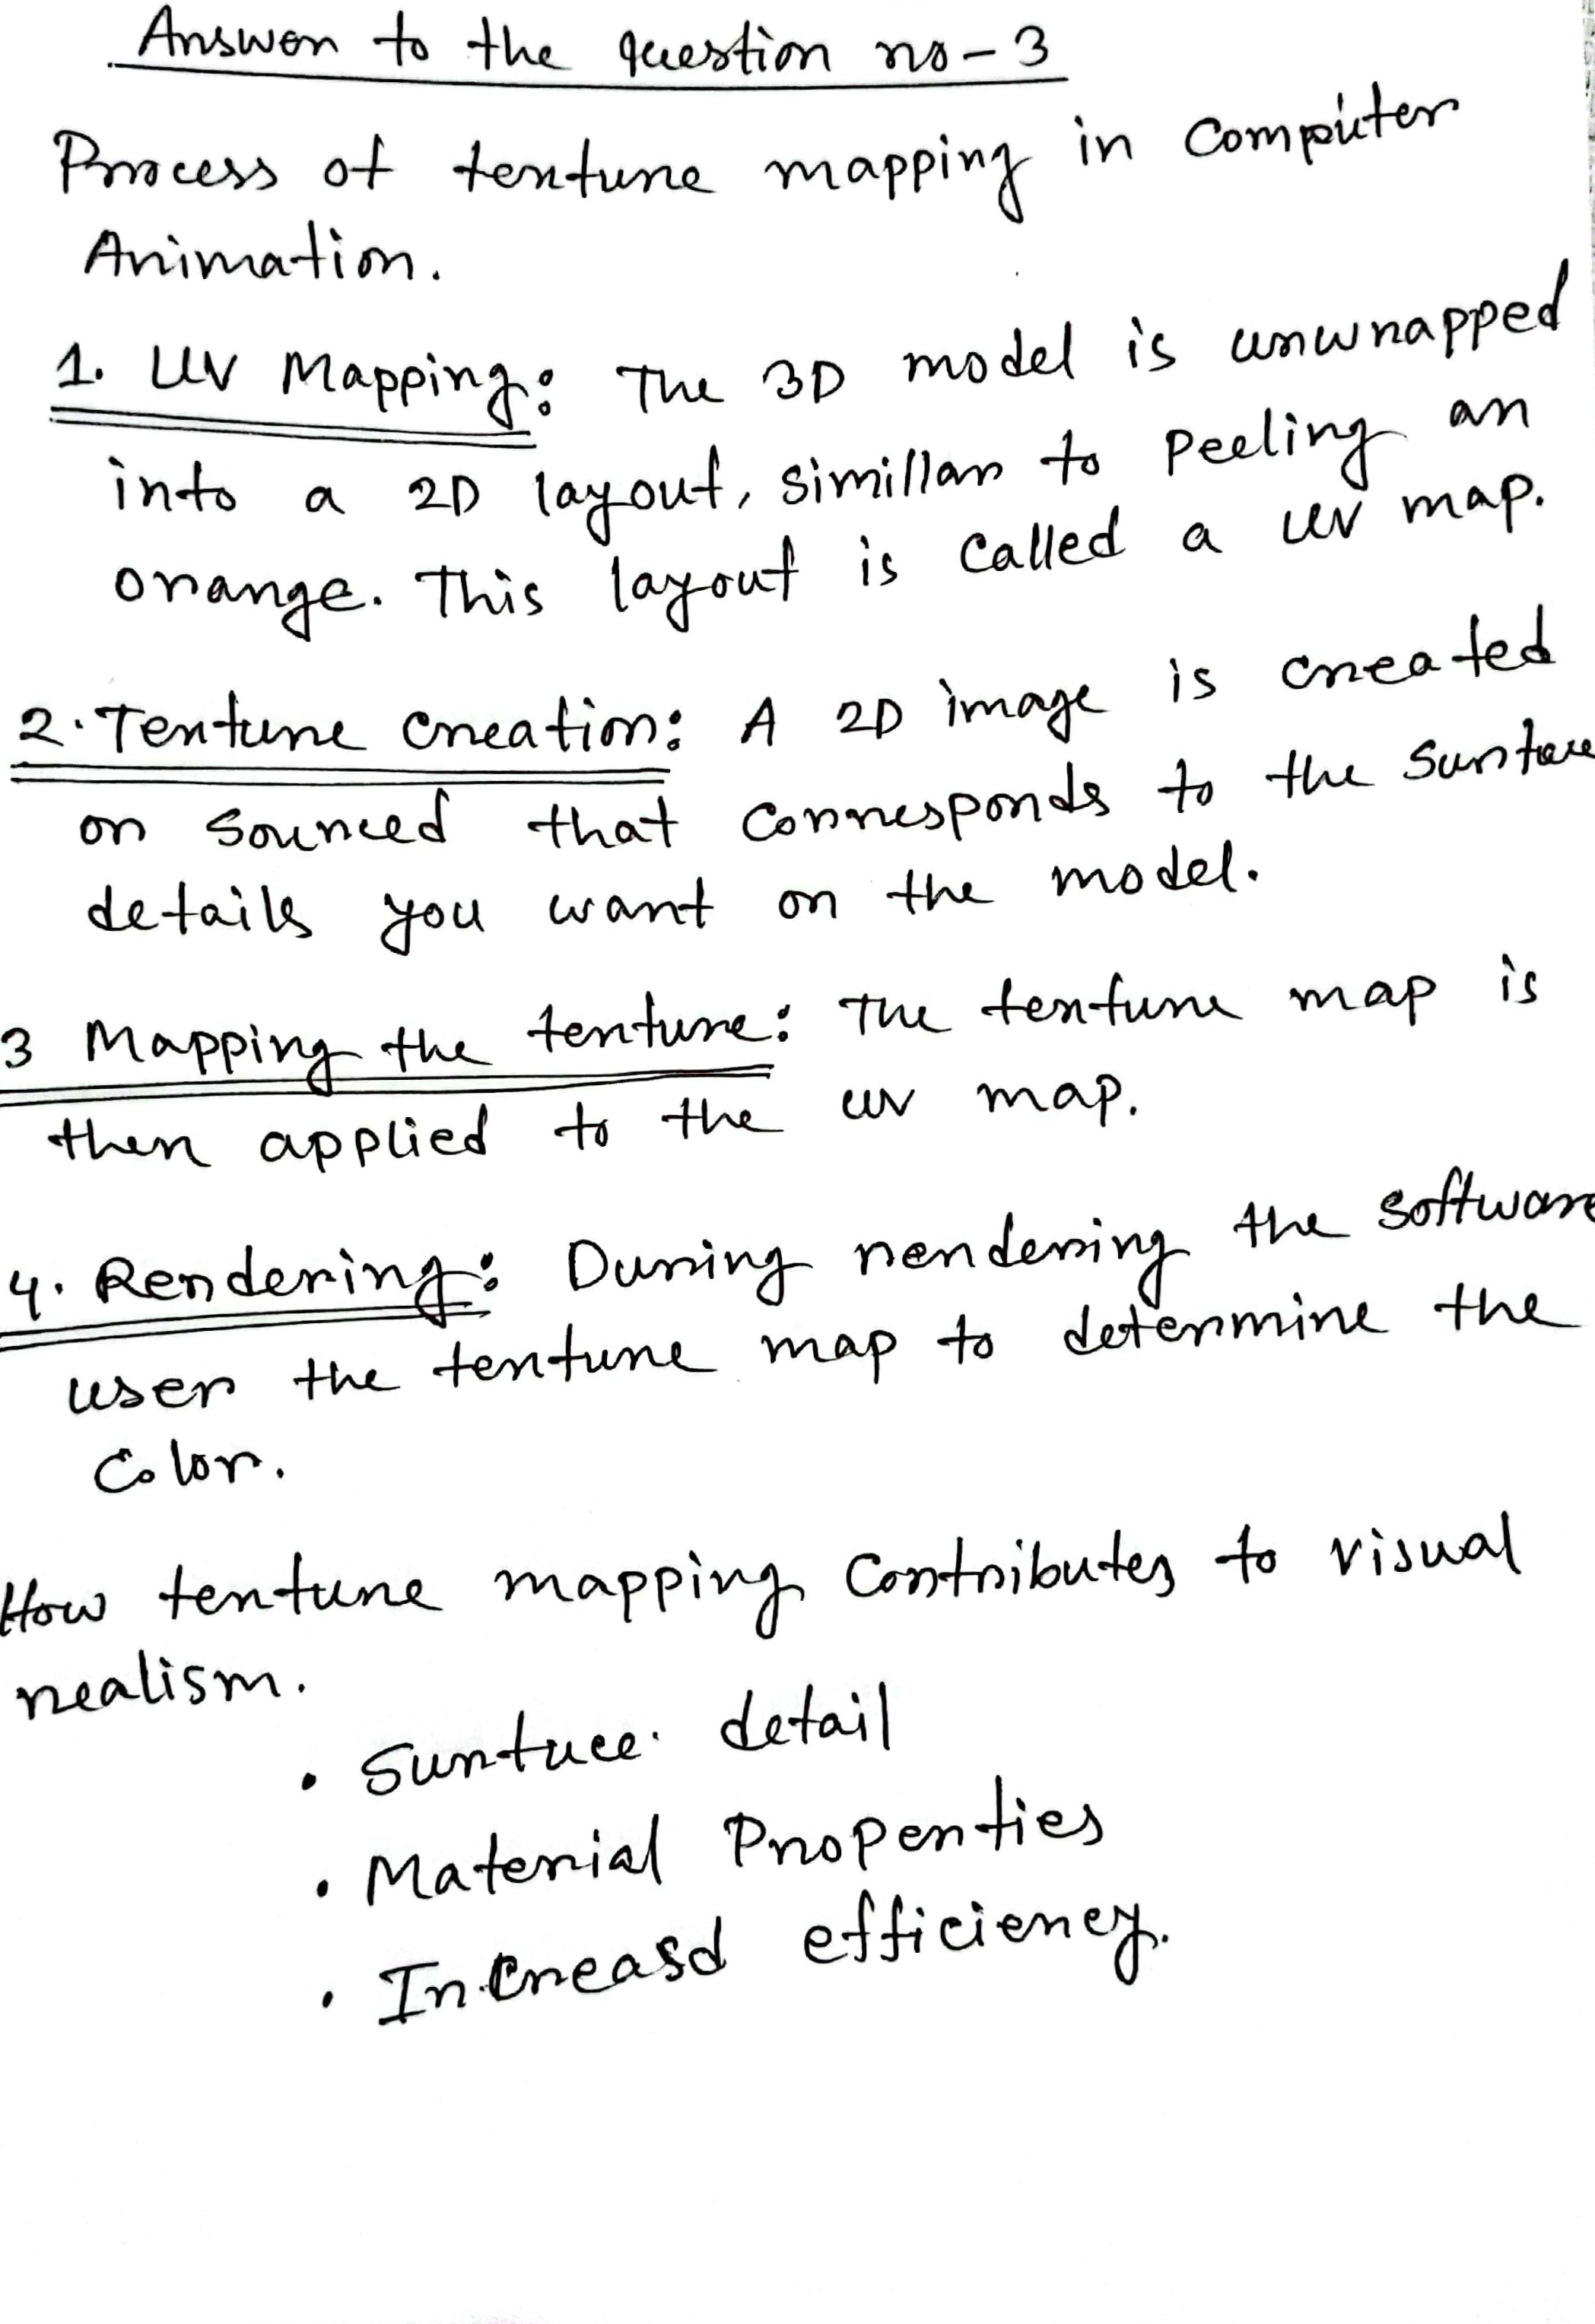 Answer to the question no-3
Process of texture mapping in Computer
Animation.
1. UV Mapping: The 3D model is unwrapped
into a 2D layout, simillar to Peeling an
orange. This layout is called a UV map.
2. Texture creation: A 2D image is created
or sourced that corresponds to the surface
details you want on the model.
3 Mapping the texture: The texture map is
then applied to the UV map.
4. Rendering: During rendering the software
user the texture map to determine the
color.
How texture mapping contributes to visual
realism.
• Surface detail
• Material Properties
• Increasd efficiency.